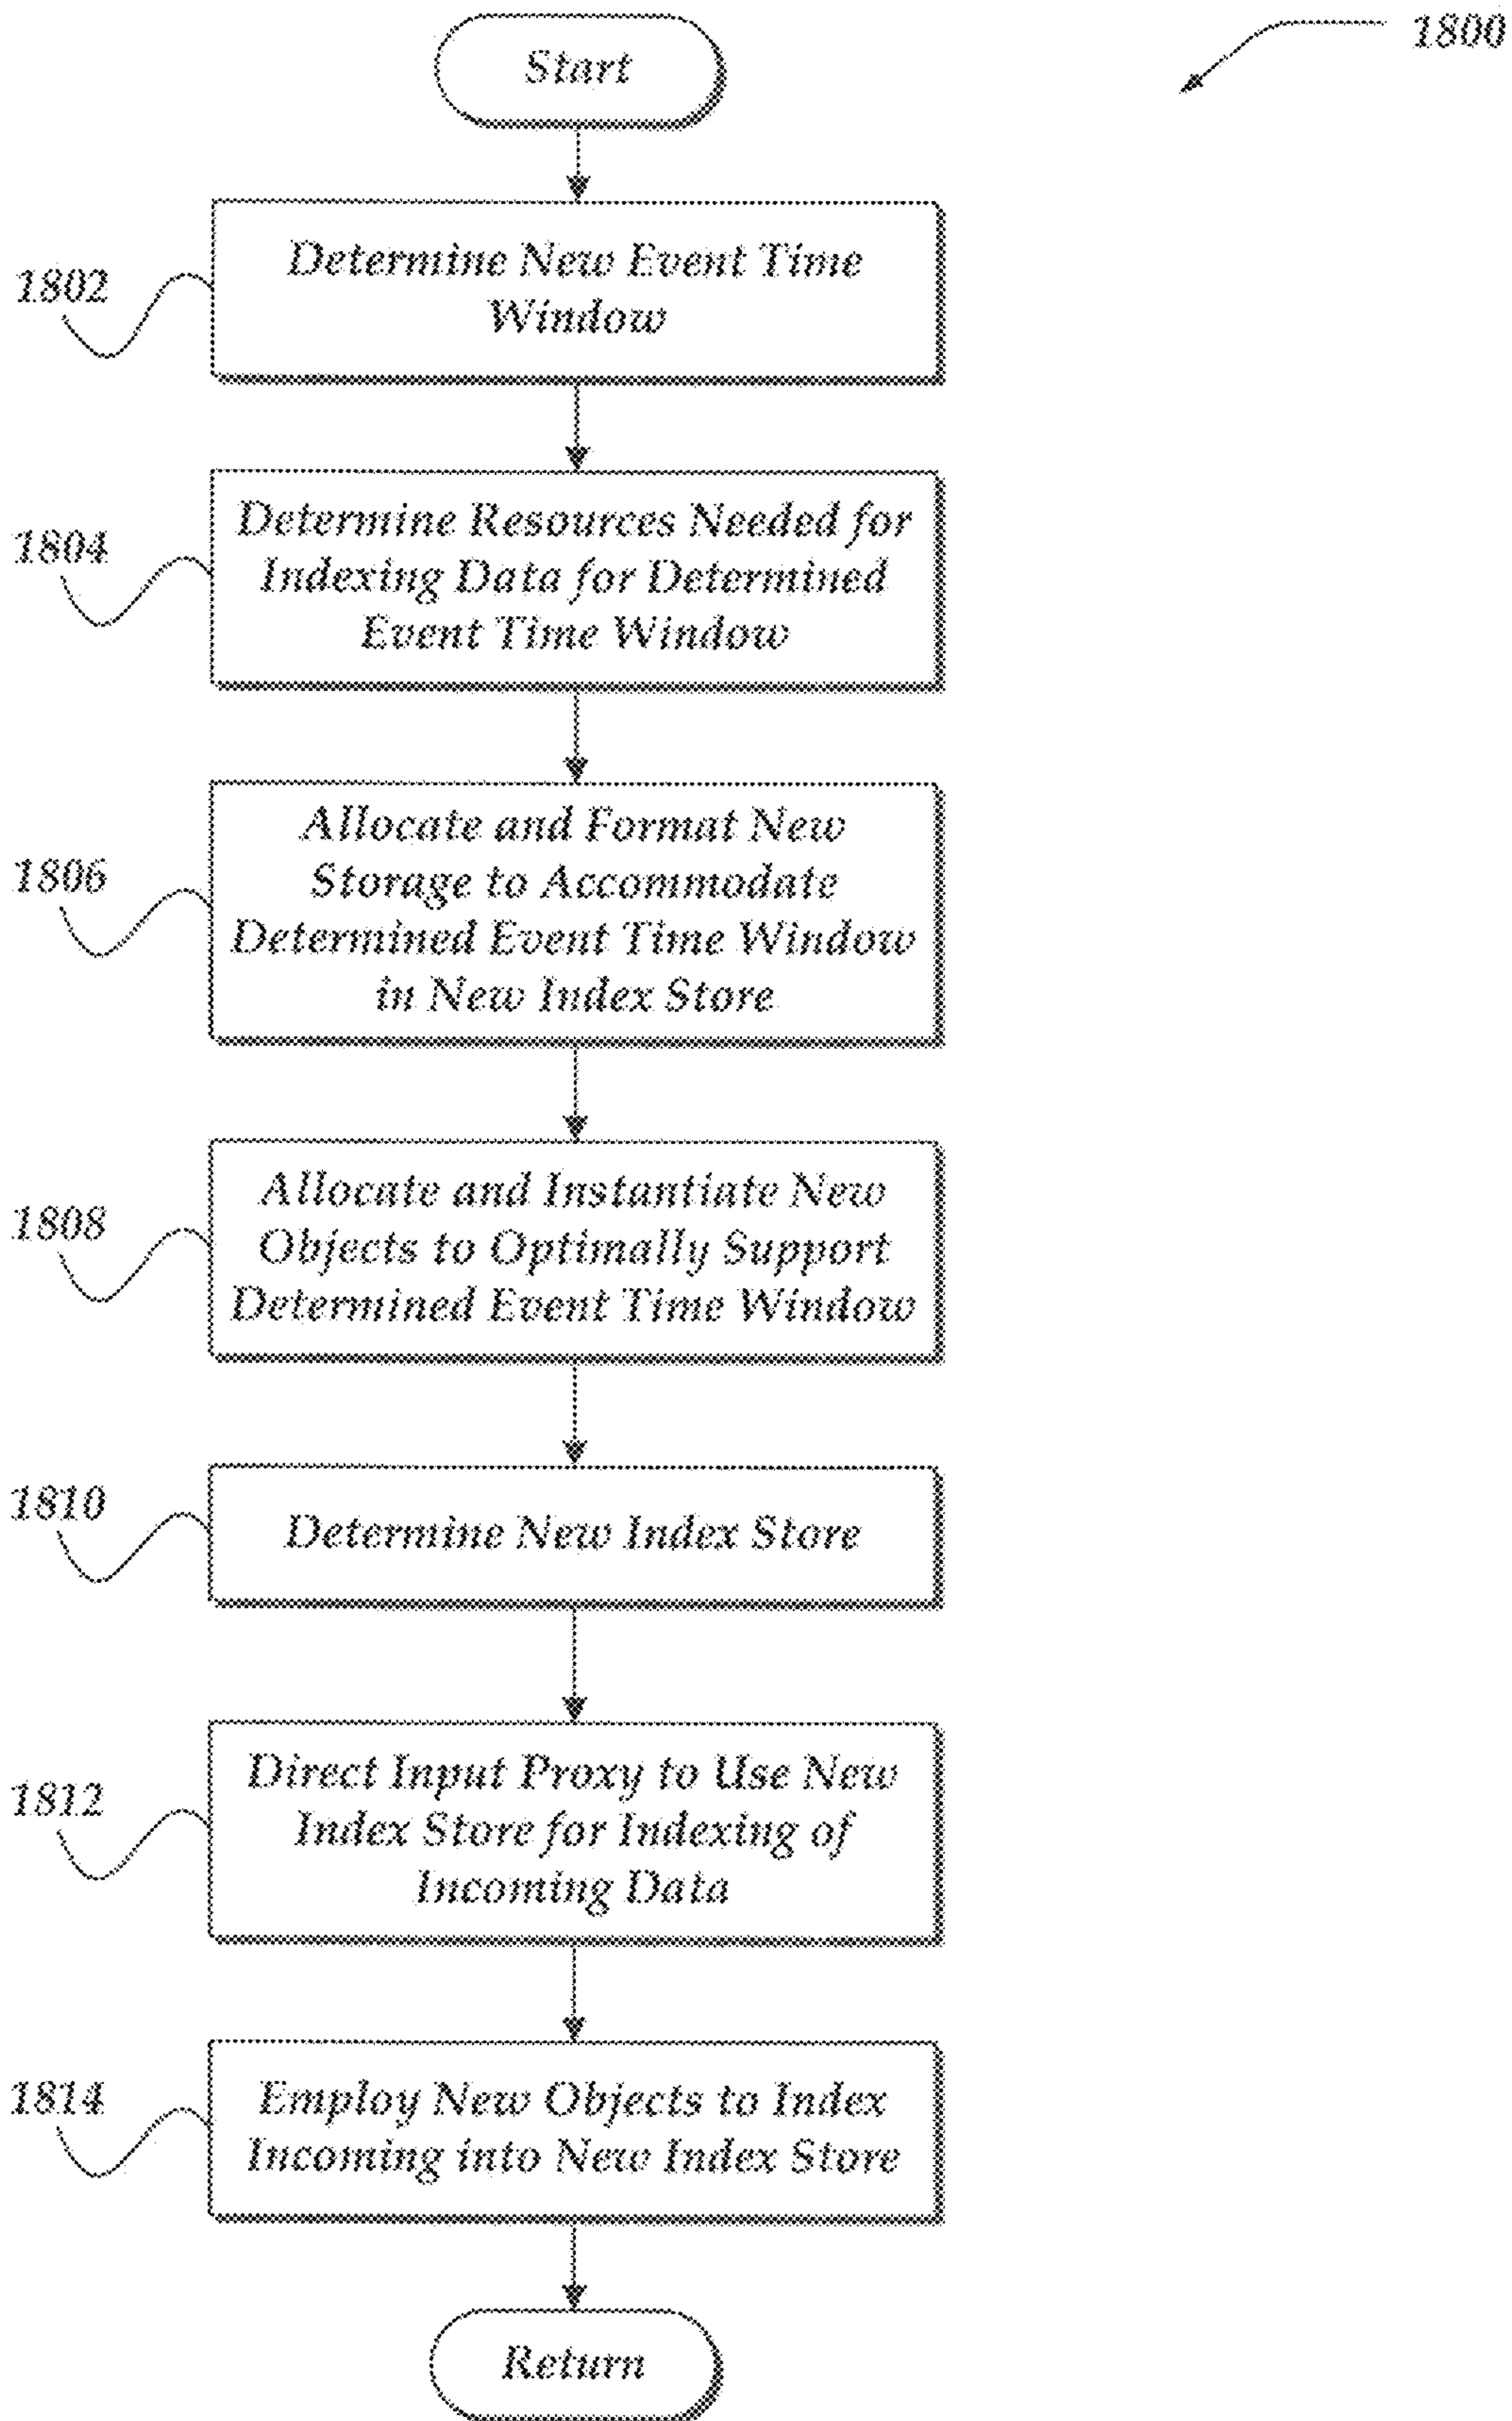 1800
Start
1802
Determine New Event Time
Window
1804
Determine Resources Needed for
Indexing Data for Determined
Event Time Window
1806
Allocate and Format New
Storage to Accommodate
Determined Event Time Window
in New Index Store
1808
Allocate and Instantiate New
Objects to Optimally Support
Determined Event Time Window
1810
Determine New Index Store
1812
Direct Input Proxy to Use New
Index Store for Indexing of
Incoming Data
1814
Employ New Objects to Index
Incoming into New Index Store
Return